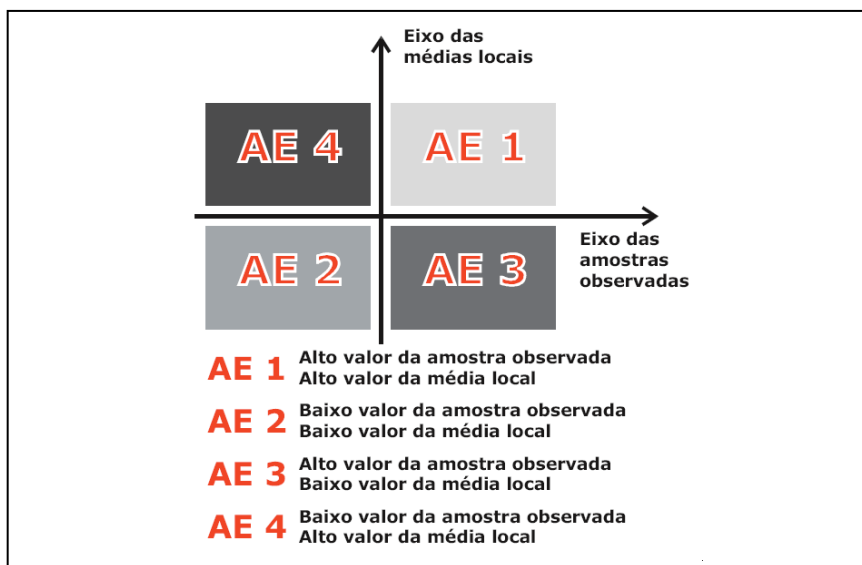 Eixo das
médias locais
AE 4
AE 1
AE 2
AE 3
Eixo das
amostras
observadas
AE 1 Alto valor da amostra observada
Alto valor da média local
AE 2 Baixo valor da amostra observada
Baixo valor da média local
AE 3 Alto valor da amostra observada
Baixo valor da média local
AE 4 Baixo valor da amostra observada
Alto valor da média local